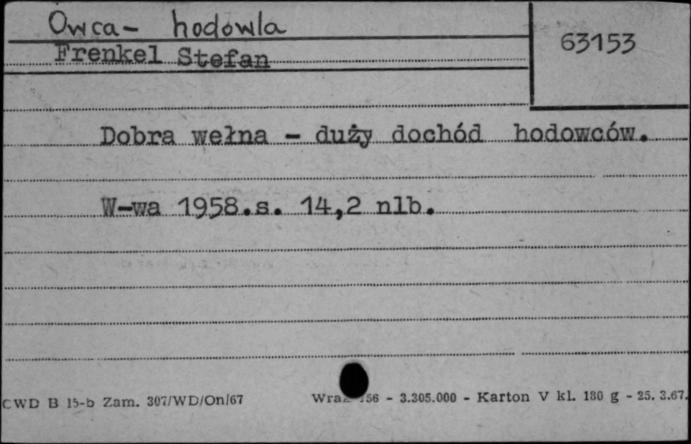 Owca - hodowla
63153
Frenkel Stefan
Dobra wełna - duży dochód hodowców.
W-wa 1958.s. 14,2 nlb.
CWD B 15-b Zam. 307/WD/On/67 56 - 3.305.000 - Karton V kl. 180 g - 25. 3.67.